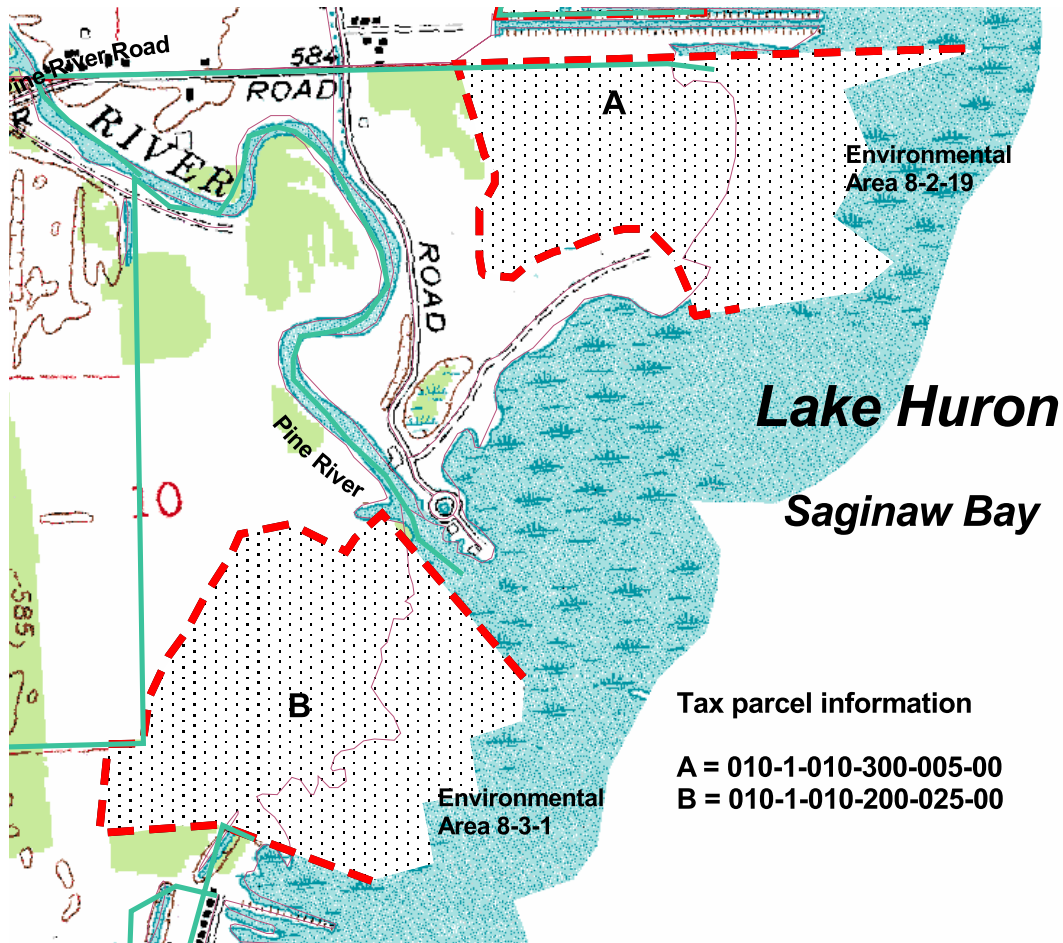 ine River Road
584
ROAD
RIVER
A
Environmental
Area 8-2-19
ROAD
Lake Huron
Pine River
10
Saginaw Bay
585)
B
Tax parcel information
A = 010-1-010-300-005-00
B = 010-1-010-200-025-00
Environmental
Area 8-3-1